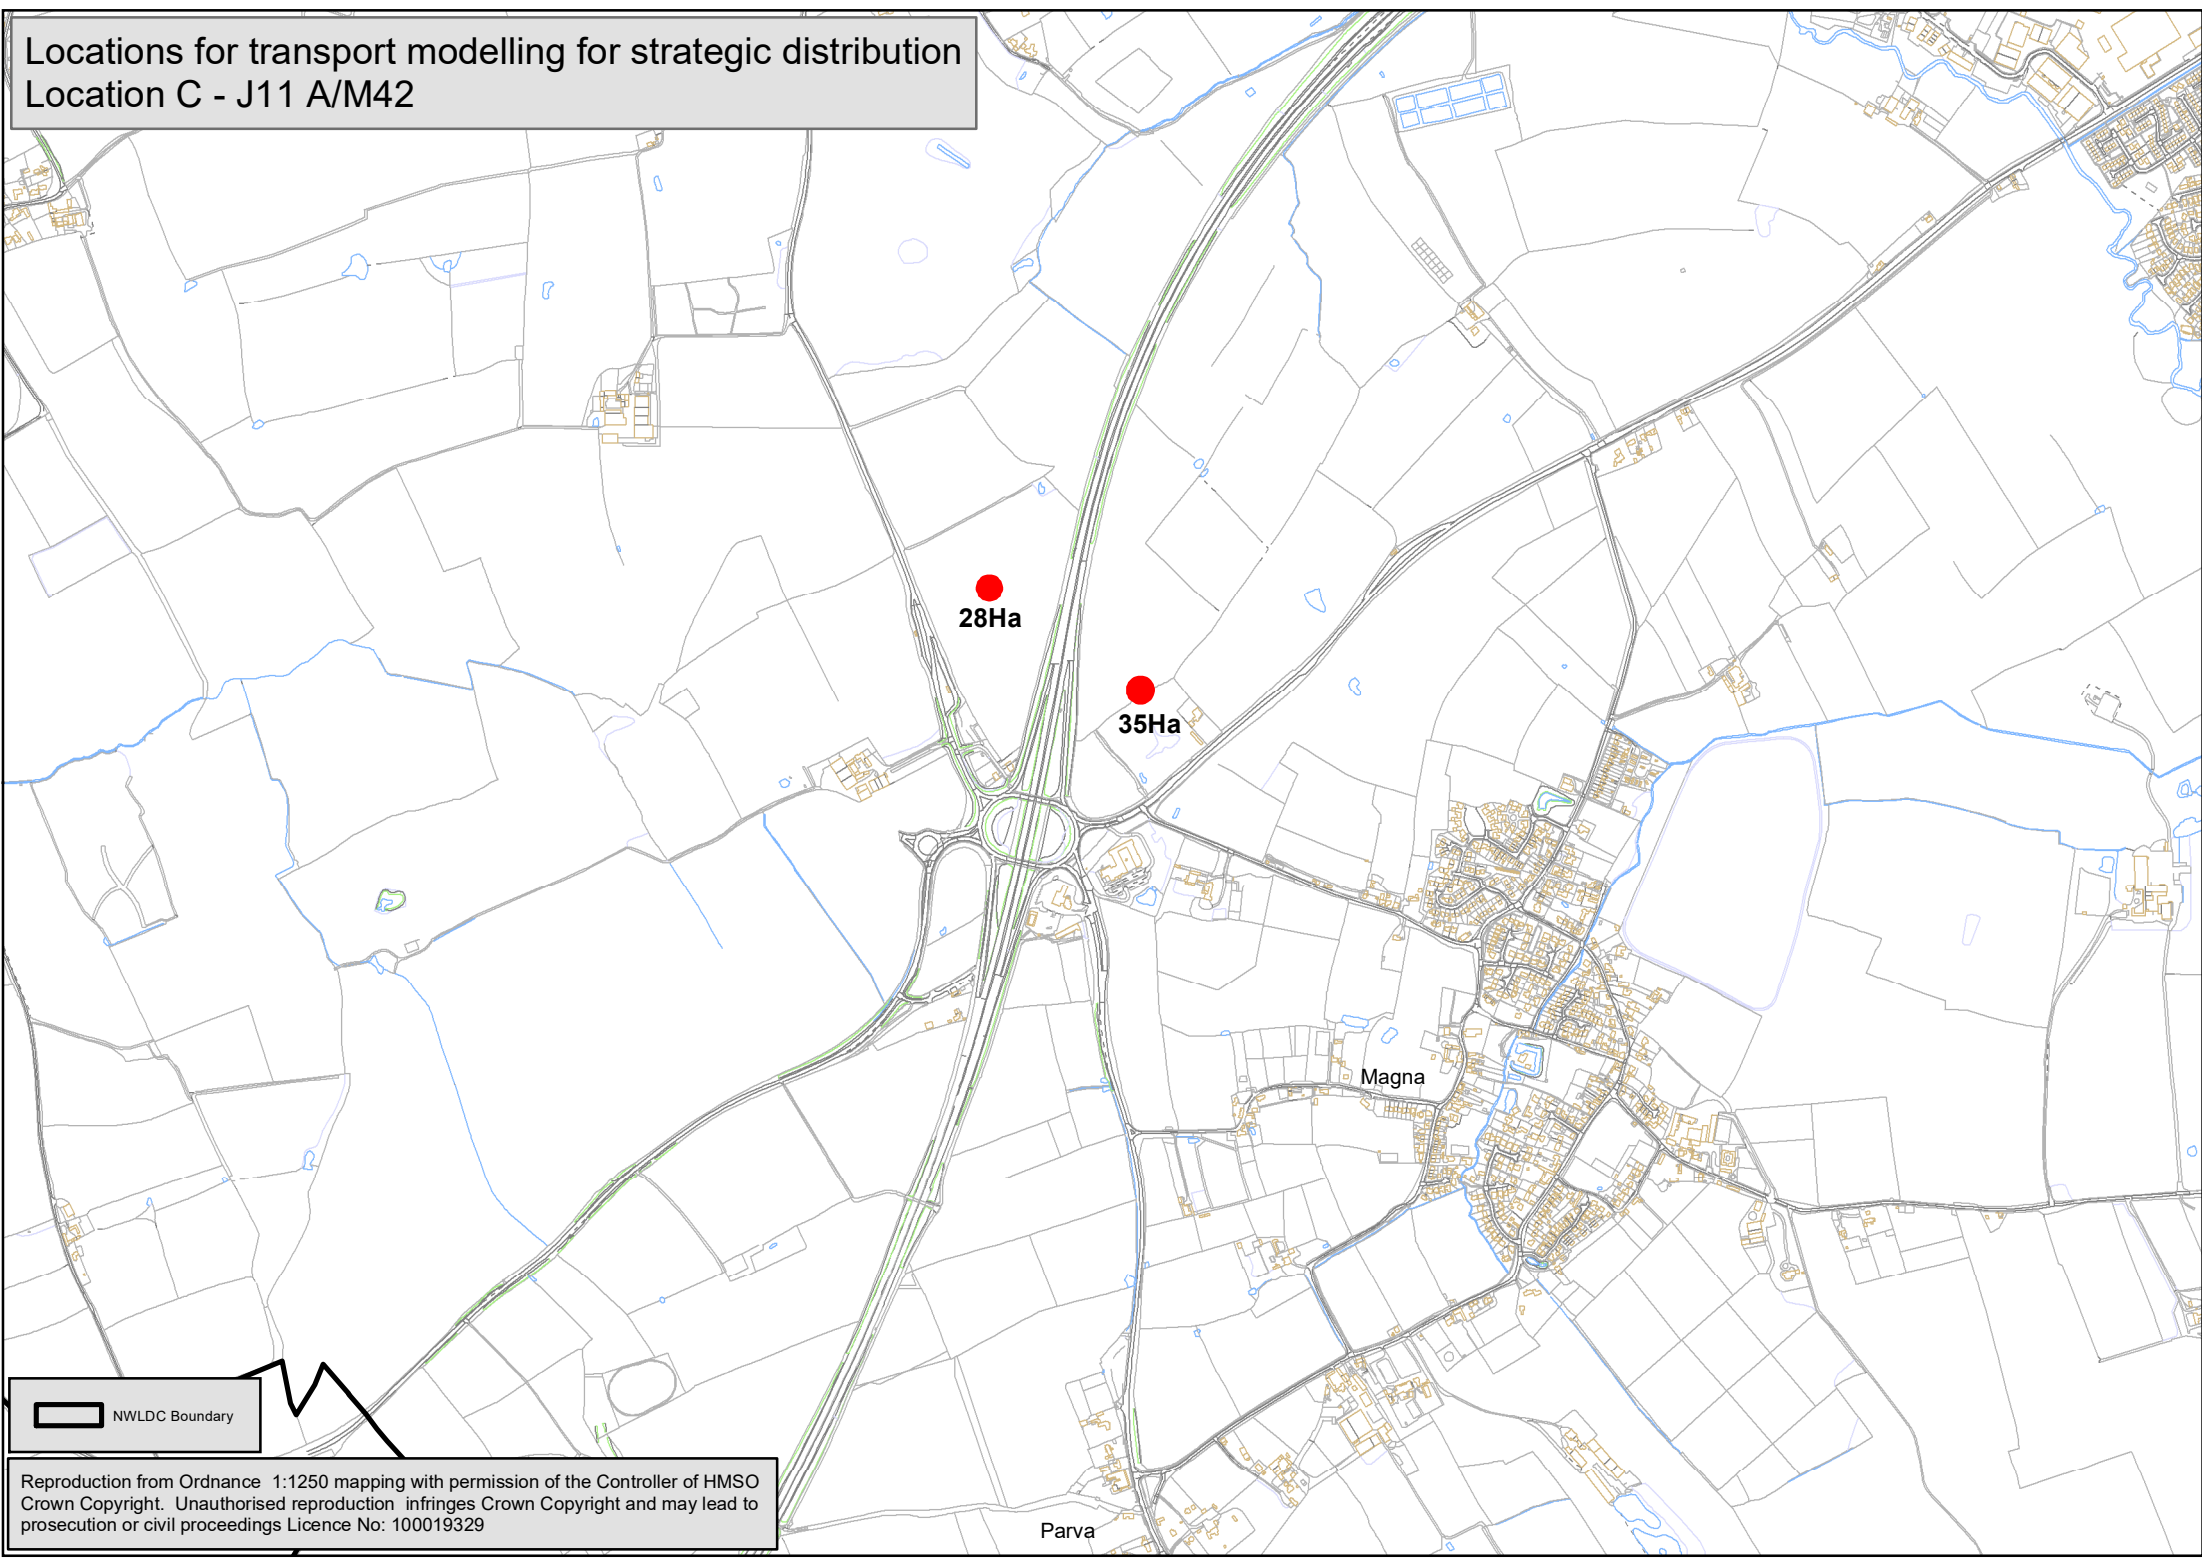 Locations for transport modelling for strategic distribution
Location C - J11 A/M42
28Ha
35Ha
Magna
NWLDC Boundary
Reproduction from Ordnance 1:1250 mapping with permission of the Controller of HMSO
Crown Copyright. Unauthorised reproduction infringes Crown Copyright and may lead to
prosecution or civil proceedings Licence No: 100019329
Parva